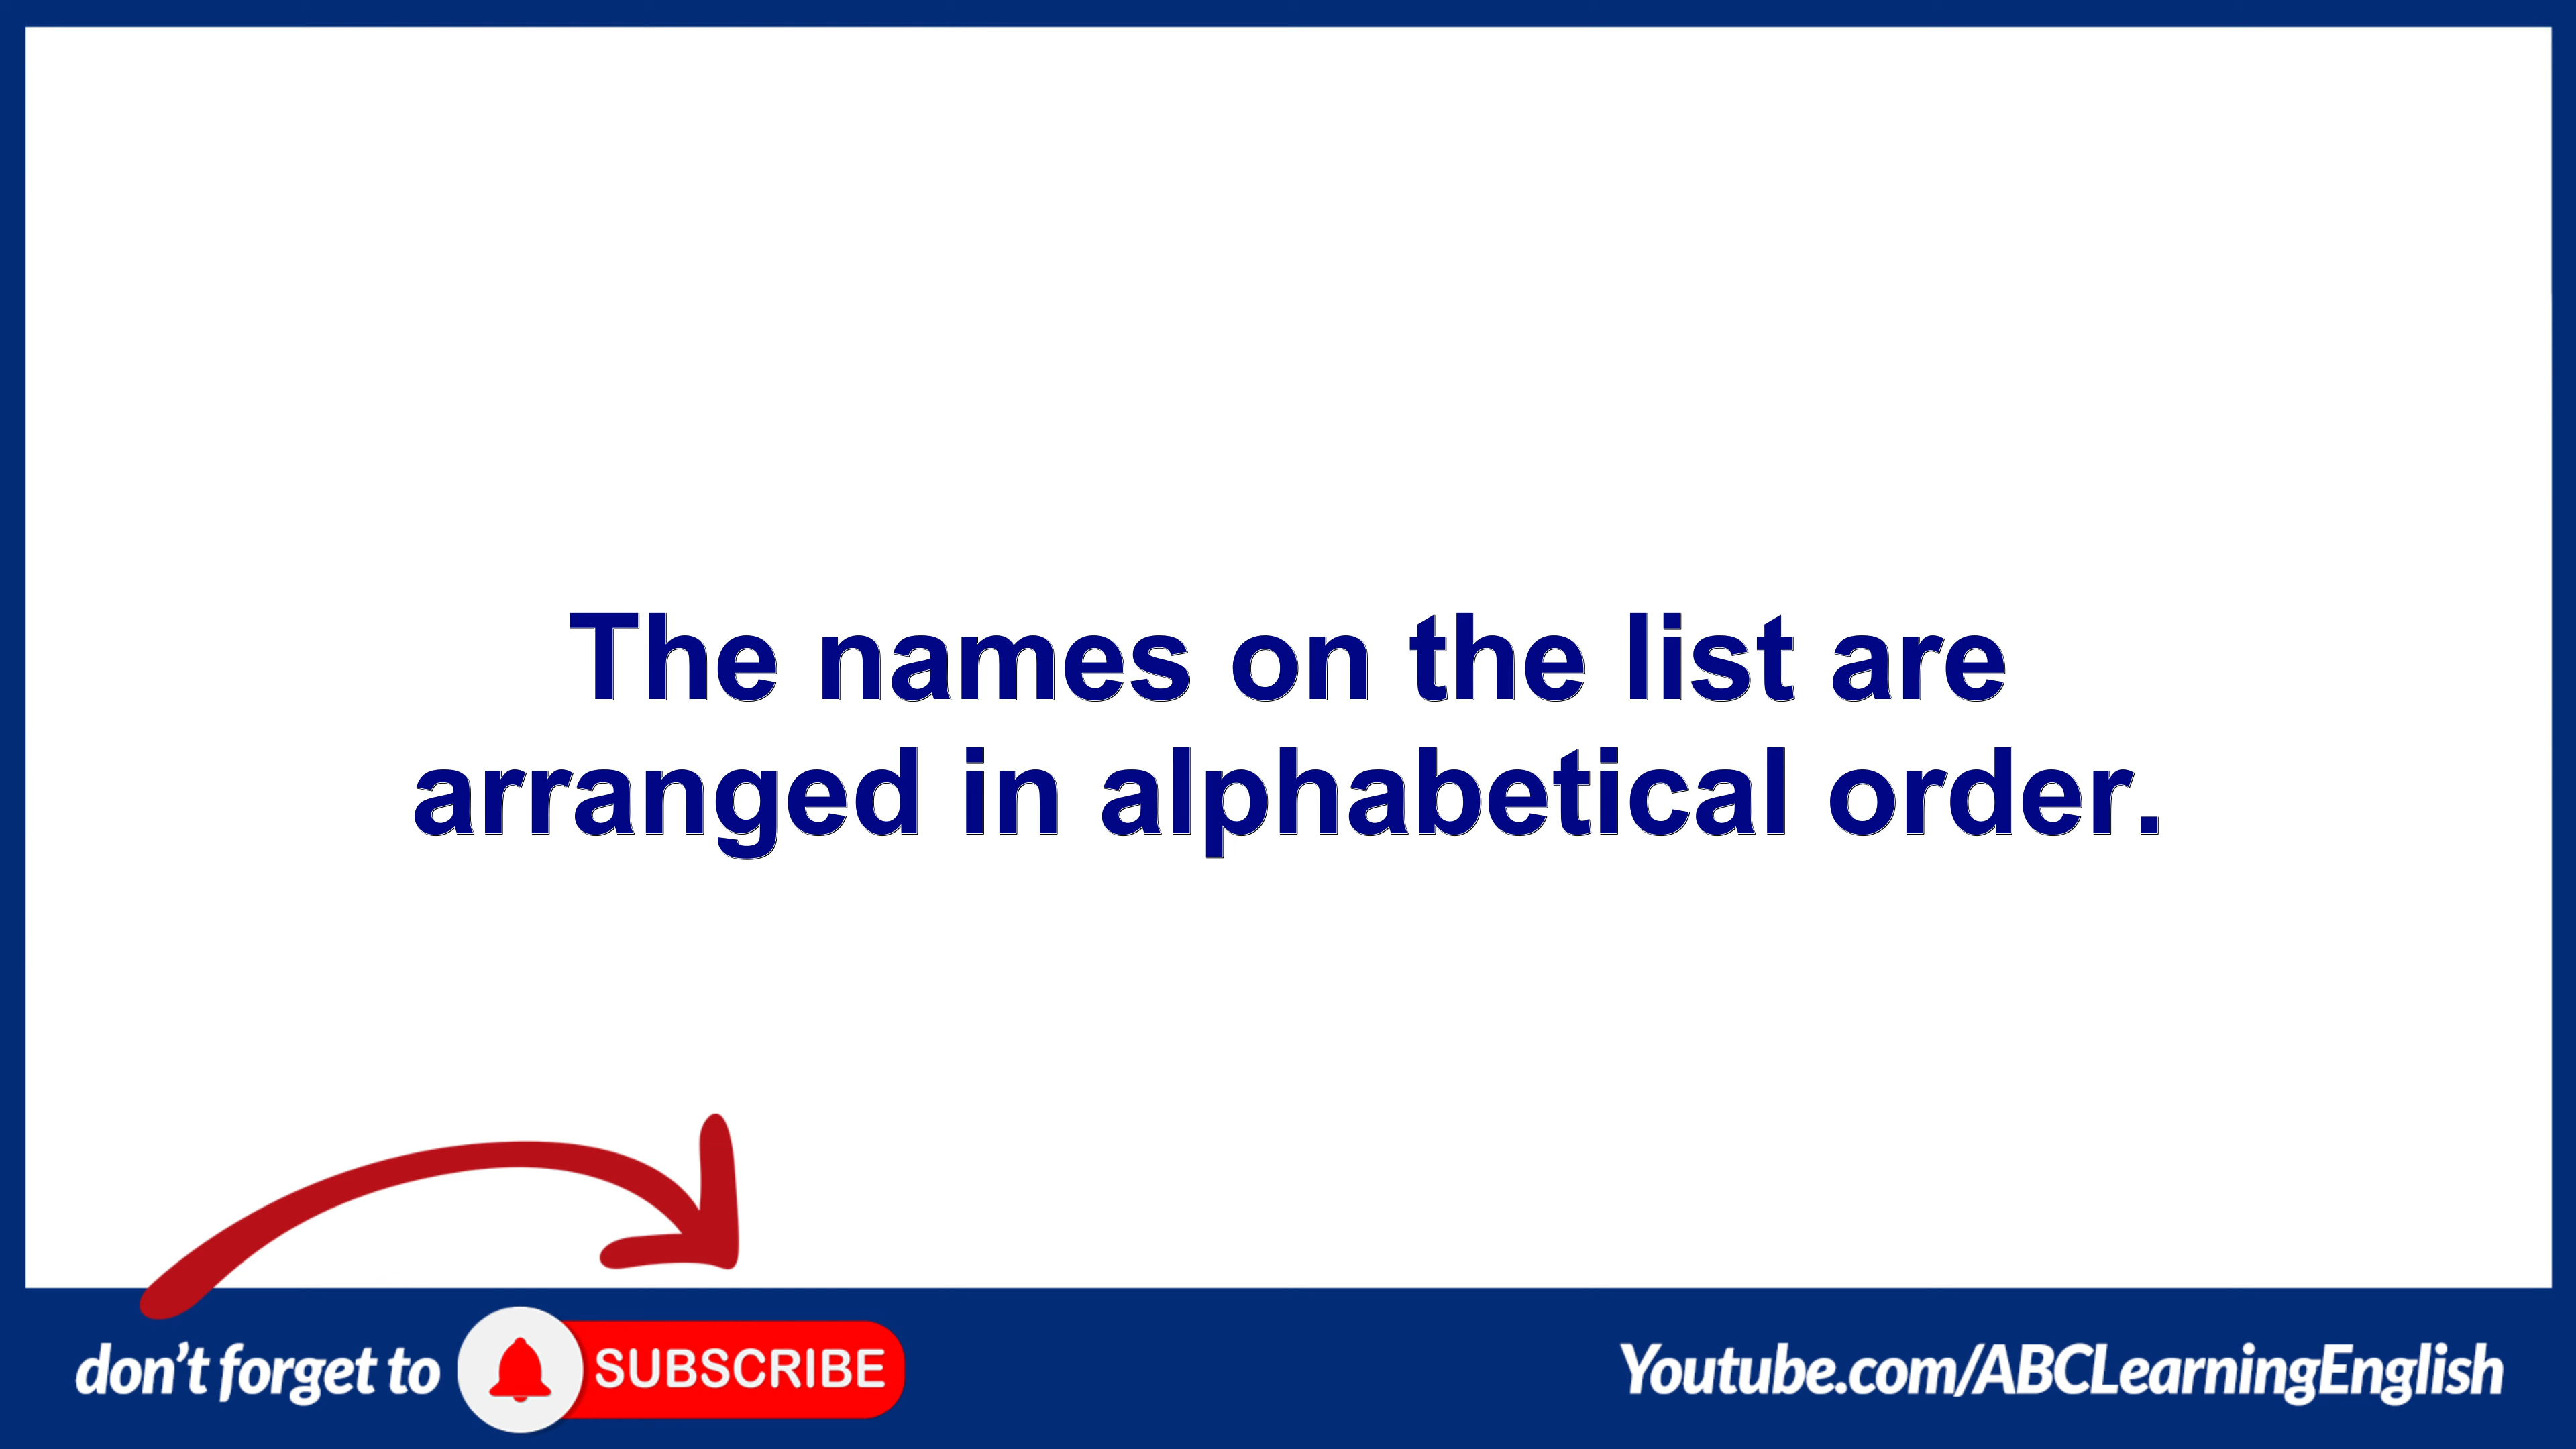 The names on the list are
arranged in alphabetical order.
don't forget to SUBSCRIBE
Youtube.com/ABCLearningEnglish